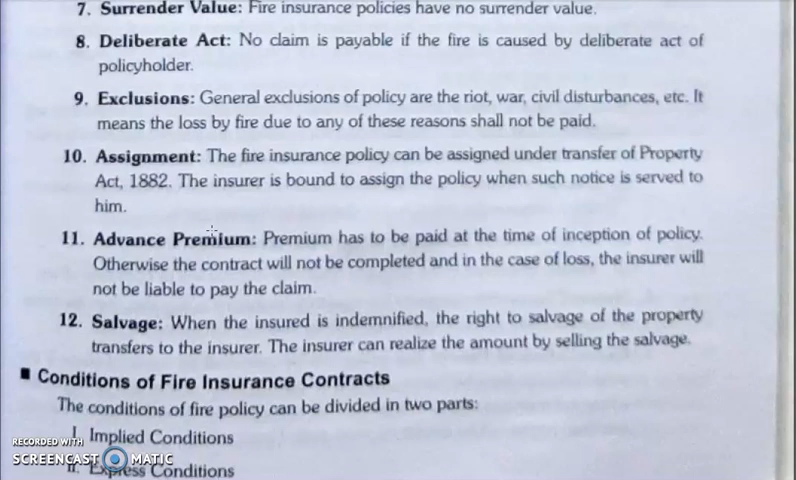 7. Surrender Value: Fire insurance policies have no surrender value.
8. Deliberate Act: No claim is payable if the fire is caused by deliberate act of
policyholder.
9. Exclusions: General exclusions of policy are the riot, war, civil disturbances, etc. It
means the loss by fire due to any of these reasons shall not be paid.
10. Assignment: The fire insurance policy can be assigned under transfer of Property
Act, 1882. The insurer is bound to assign the policy when such notice is served to
him.
11. Advance Premium: Premium has to be paid at the time of inception of policy.
Otherwise the contract will not be completed and in the case of loss, the insurer will
not be liable to pay the claim.
12. Salvage: When the insured is indemnified, the right to salvage of the property
transfers to the insurer. The insurer can realize the amount by selling the salvage.
■ Conditions of Fire Insurance Contracts
The conditions of fire policy can be divided in two parts:
I. Implied Conditions
II. Express Conditions
RECORDED WITH
SCREENCAST MATIC